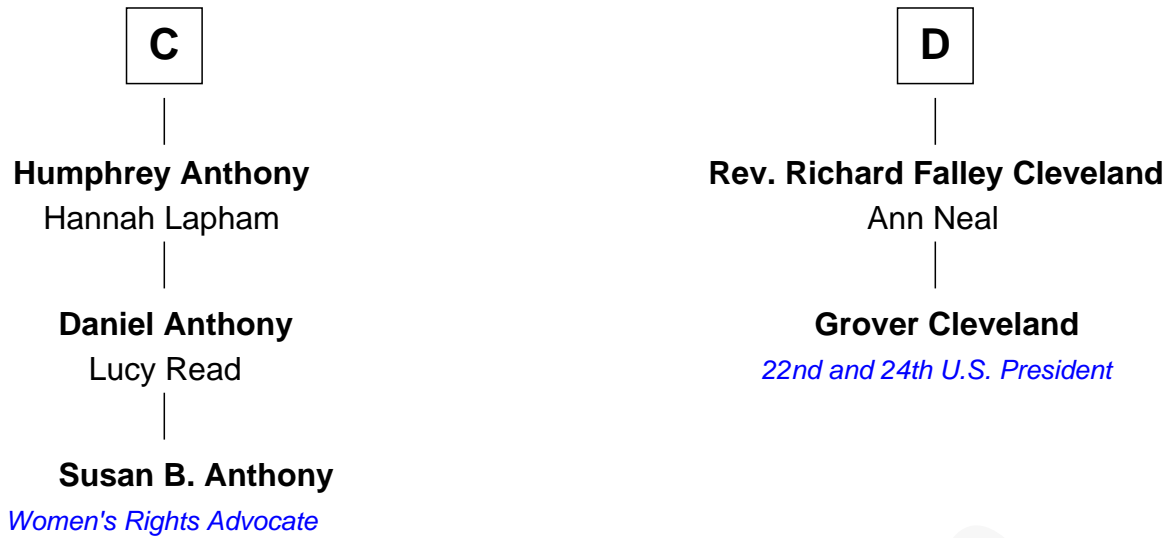 C
Humphrey Anthony
Hannah Lapham
Daniel Anthony
Lucy Read
Susan B. Anthony
Women's Rights Advocate
D
Rev. Richard Falley Cleveland
Ann Neal
Grover Cleveland
22nd and 24th U.S. President